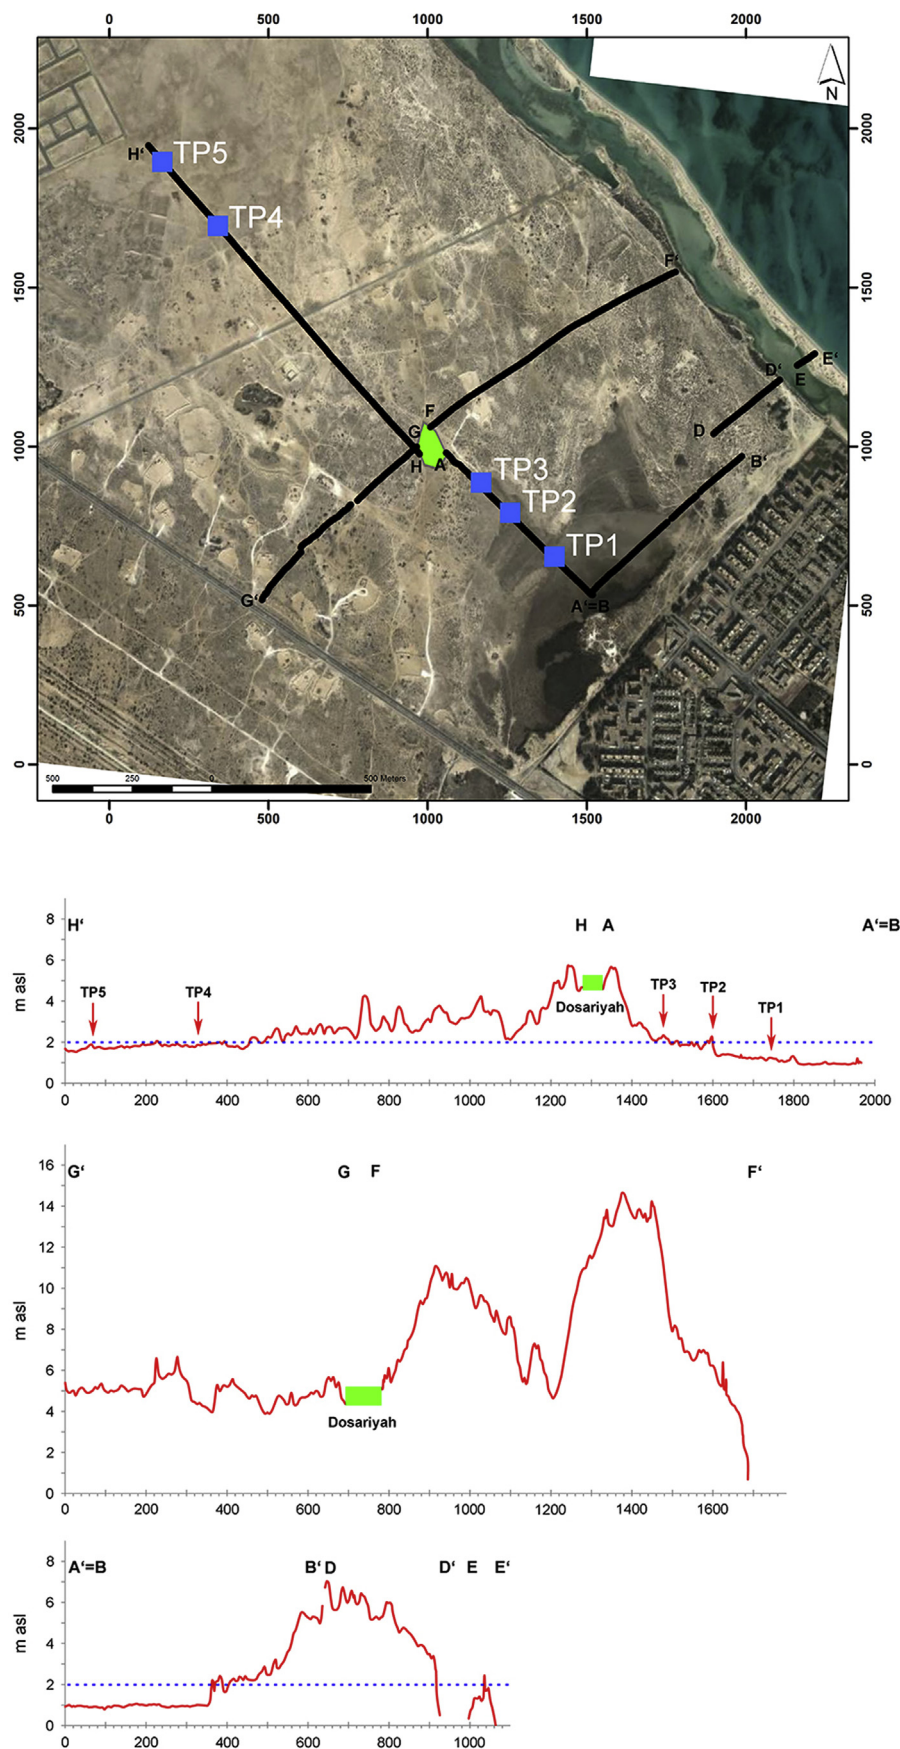 0 500 1000 1500 2000
N
2000 2000
H‘ TP5
TP4
F‘
1500 1500
E‘
D‘ E
F
G D
1000 1000
H A‘ B‘
TP3
TP2
TP1
G‘ A‘=B
500 500
0 0
500 250 0 500 Meters
0 500 1000 1500 2000
8
H‘ H A A‘=B
6
m asl
TP5 TP4 Dosariyah TP3 TP2 TP1
4
2
0
0 200 400 600 800 1000 1200 1400 1600 1800 2000
16
G‘ G F F‘
14
12
10
m asl
8
6
4
Dosariyah
2
0
0 200 400 600 800 1000 1200 1400 1600
8
A‘=B B‘ D D‘ E E‘
6
m asl
4
2
0
0 200 400 600 800 1000